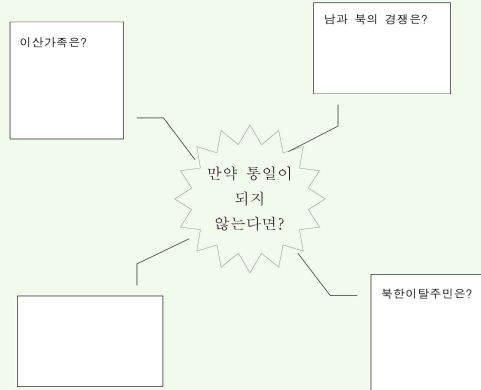 이산가족은?
남과 북의 경쟁은?
만약 통일이
되지
않는다면?
북한이탈주민은?